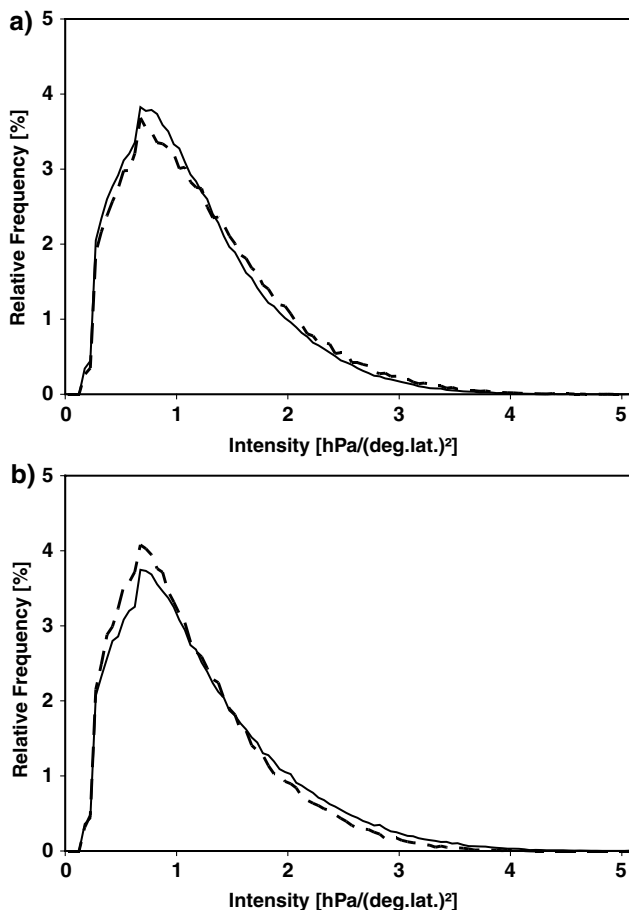 a)
5
4
3
2
1
0
Relative Frequency [%]
0 1 2 3 4 5
Intensity [hPa/(deg.lat.)²]
b)
5
4
3
2
1
0
Relative Frequency [%]
0 1 2 3 4 5
Intensity [hPa/(deg.lat.)²]